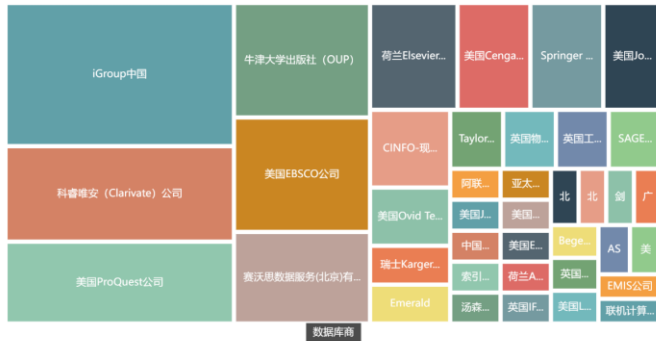 iGroup中国
科睿唯安（Clarivate）公司
美国ProQuest公司
牛津大学出版社（OUP）
美国EBSCO公司
赛沃思数据服务(北京)有...
荷兰Elsevier...
美国Cenga...
Springer ...
美国Jo...
CINFO-现...
美国Ovid Te...
瑞士Karger...
Emerald
Taylor...
英国物...
英国工...
SAGE...
阿联...
亚太...
美国J...
美国...
中国...
美国E...
索引...
荷兰A...
汤森...
英国IF...
北
北
剑
广
Bege...
英国...
美国I...
AS
美
EMIS公司
联机计算...
数据库商